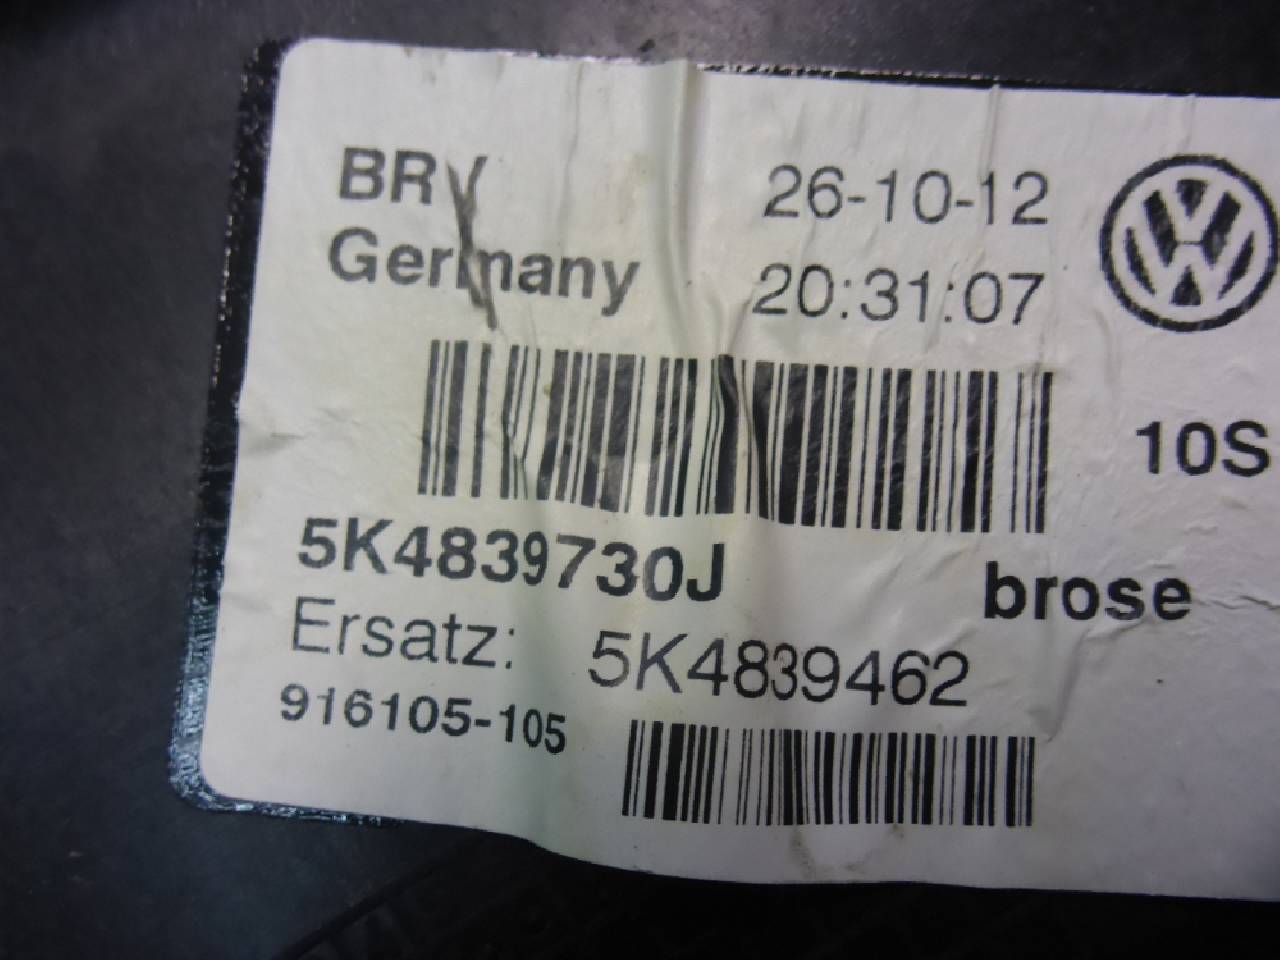 BRV 26-10-12
Germany 20:31:07
10S
5K4839730J
brose
Ersatz: 5K4839462
916105-105